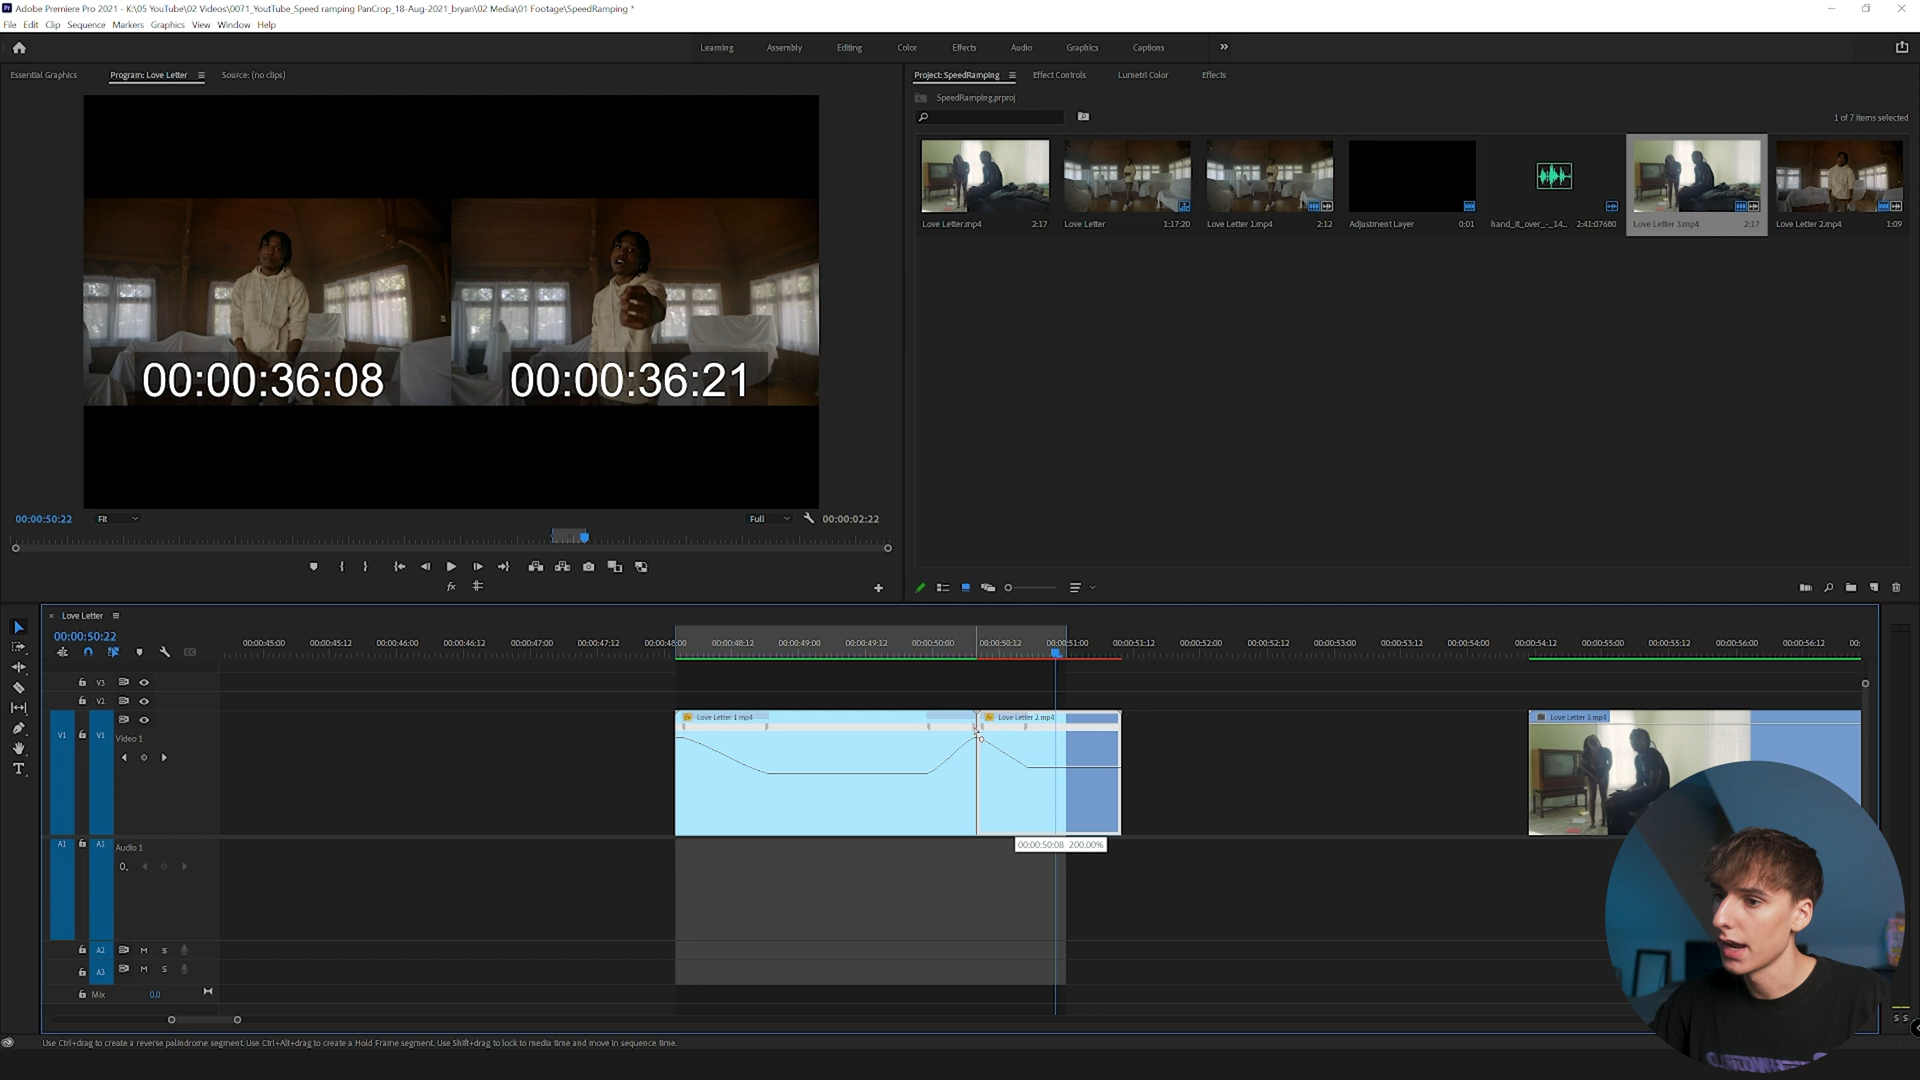 Adobe Premiere Pro 2021 - K:\05 YouTube\02 Videos\0071_YoutTube_Speed ramping PanCrop_18-Aug-2021_bryan\02 Media\01 Footage\SpeedRamping *
File Edit Clip Sequence Markers Graphics View Window Help
Learning Assembly Editing Color Effects Audio Graphics Captions
Essential Graphics Program: Love Letter Source: (no clips)
Project: SpeedRamping Effect Controls Lumetri Color Effects
SpeedRamping.prproj
1 of 7 items selected
Love Letter.mp4 2:17 Love Letter 1:17:20 Love Letter 1.mp4 2:12 Adjustment Layer 0:01 hand_it_over_-_14... 2:41:07680 Love Letter 3.mp4 2:17 Love Letter 2.mp4 1:09
00:00:36:08 00:00:36:21
00:00:50:22 Fit Full 00:00:02:22
Love Letter
00:00:50:22
00:00:45:00 00:00:45:12 00:00:46:00 00:00:46:12 00:00:47:00 00:00:47:12 00:00:48:00 00:00:48:12 00:00:49:00 00:00:49:12 00:00:50:00 00:00:50:12 00:00:51:00 00:00:51:12 00:00:52:00 00:00:52:12 00:00:53:00 00:00:53:12 00:00:54:00 00:00:54:12 00:00:55:00 00:00:55:12 00:00:56:00 00:00:56:12 00:
V3
V2
Love Letter 1.mp4 Love Letter 2.mp4 Love Letter 3.mp4
V1 V1 Video 1
A1 A1 Audio 1
00:00:50:08 200.00%
0.
A2 M S
A3 M S
Mix 0.0
S S
Use Ctrl+drag to create a reverse palindrome segment. Use Ctrl+Alt+drag to create a Hold Frame segment. Use Shift+drag to lock to media time and move in sequence time.